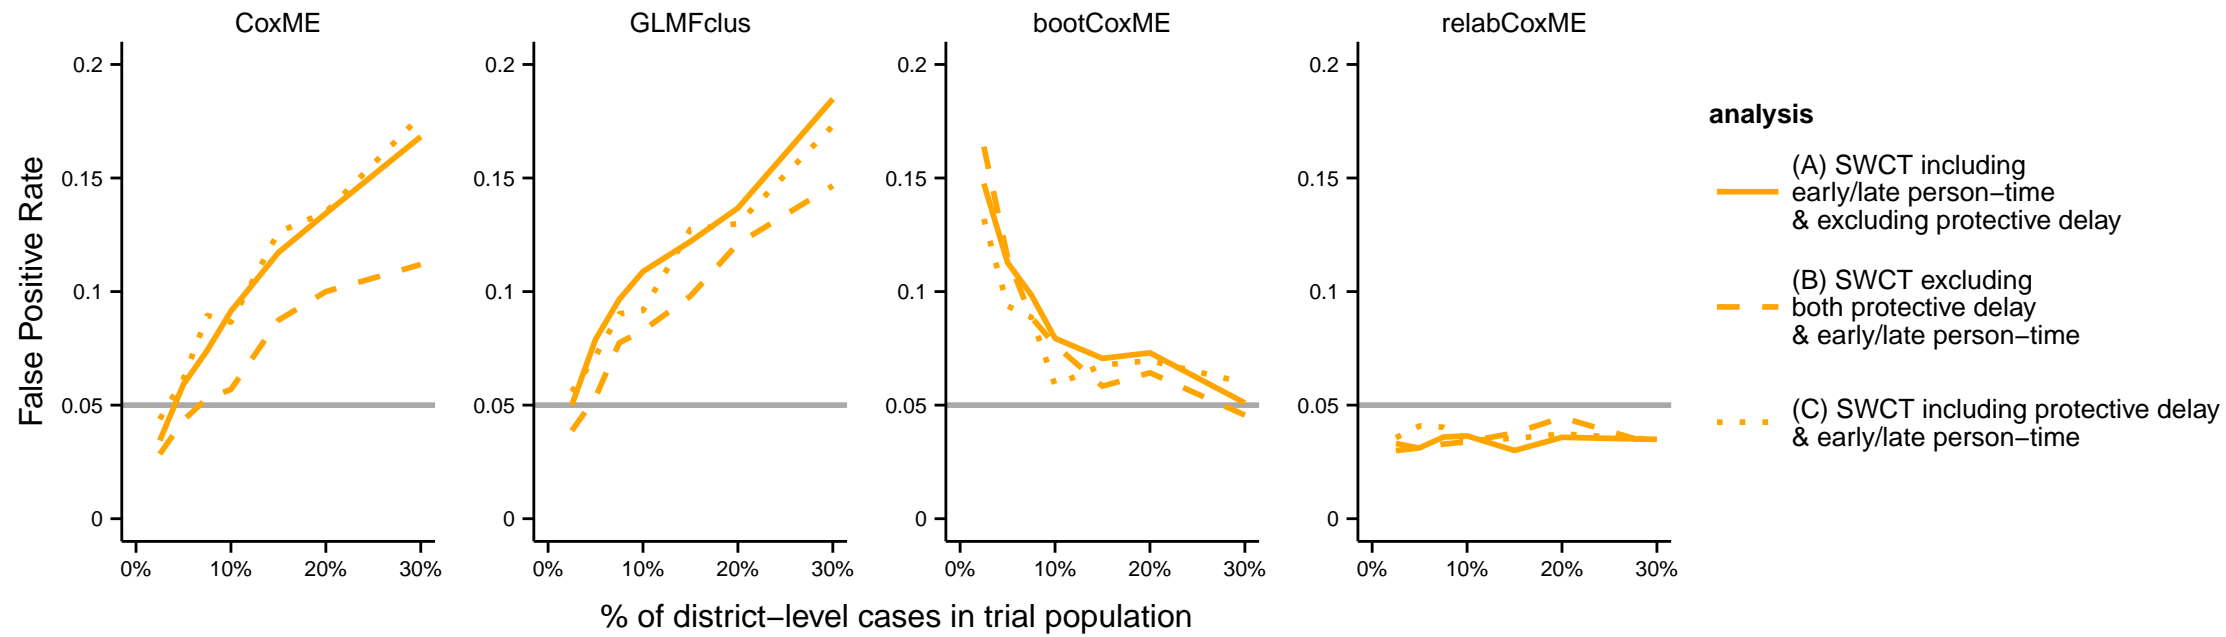 CoxME
GLMFclus
bootCoxME
relabCoxME
False Positive Rate
0.2
0.15
0.1
0.05
0
0.2
0.15
0.1
0.05
0
0.2
0.15
0.1
0.05
0
0.2
0.15
0.1
0.05
0
0% 10% 20% 30%
0% 10% 20% 30%
0% 10% 20% 30%
0% 10% 20% 30%
% of district−level cases in trial population
analysis
(A) SWCT including
early/late person−time
& excluding protective delay
(B) SWCT excluding
both protective delay
& early/late person−time
(C) SWCT including protective delay
& early/late person−time